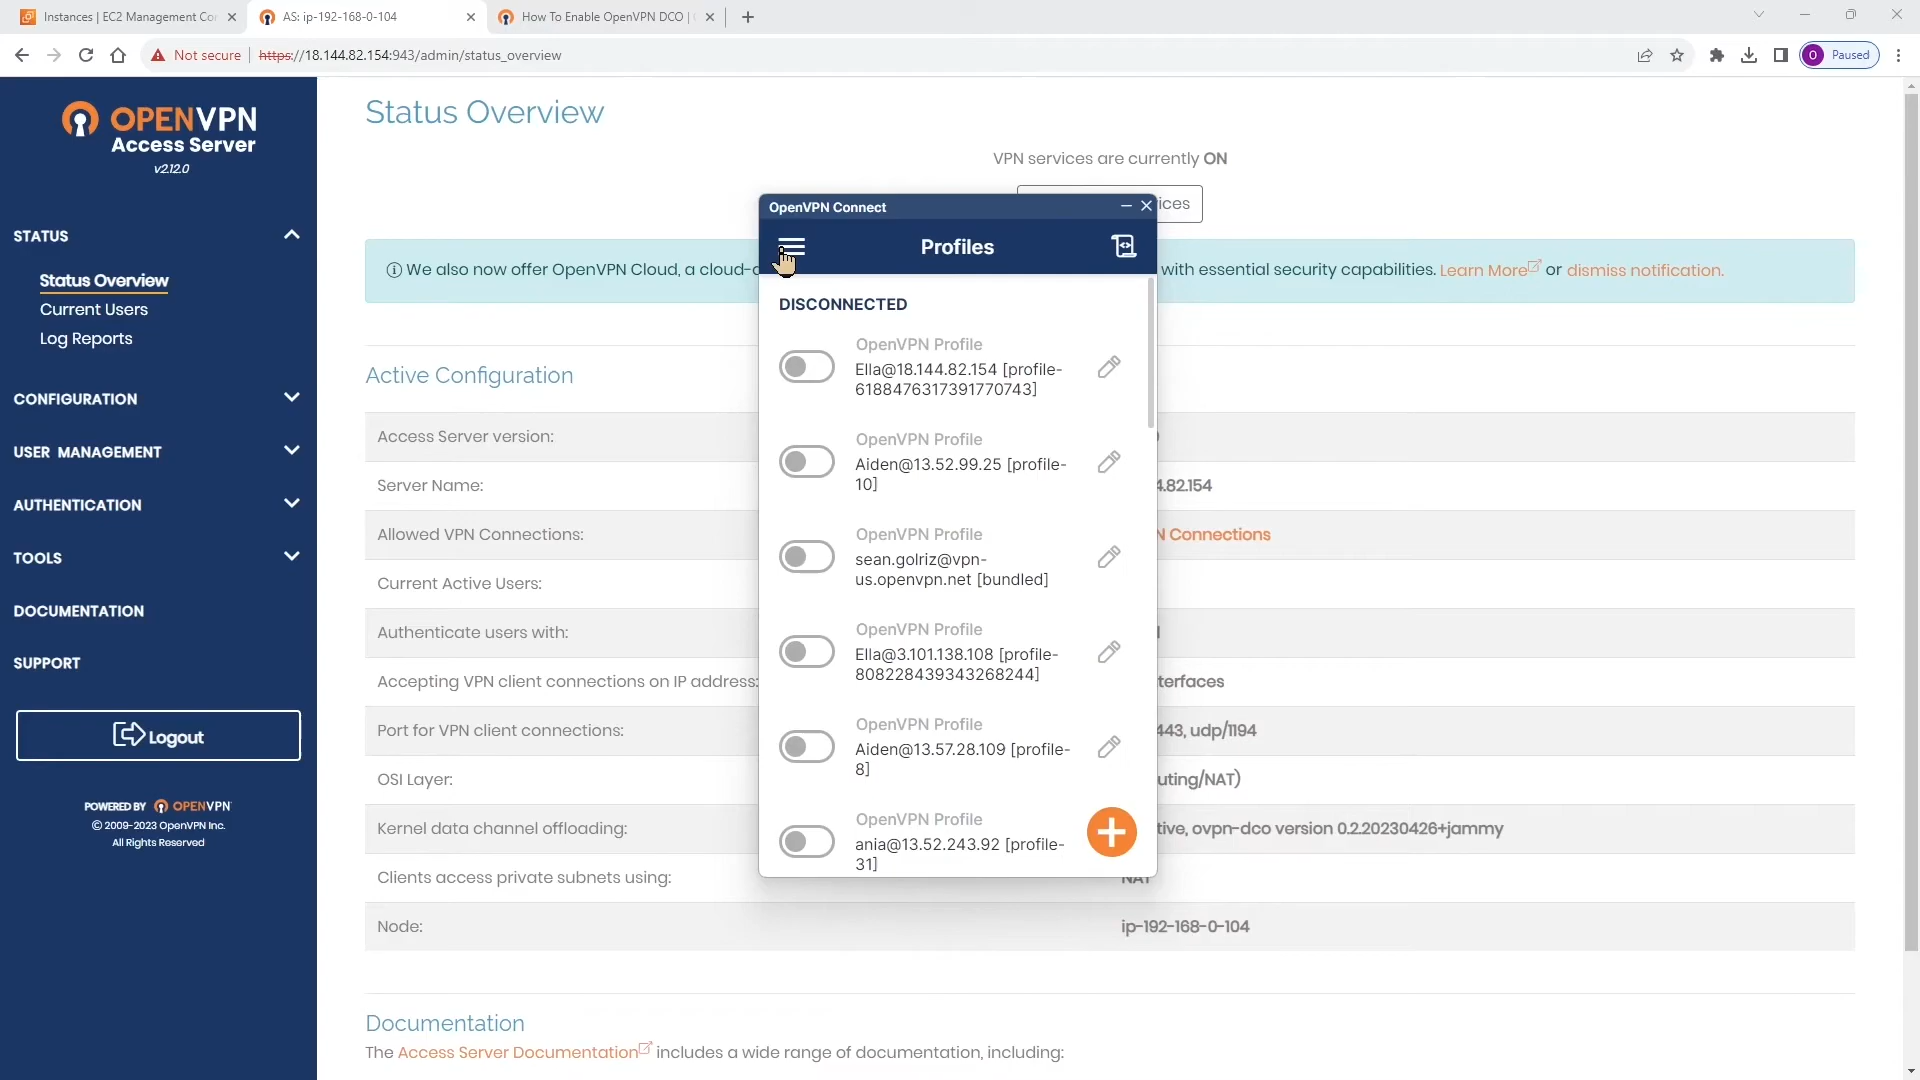 Instances | EC2 Management Con
AS: ip-192-168-0-104
How To Enable OpenVPN DCO |
Not secure
https://18.144.82.154:943/admin/status_overview
O Paused
OPENVPN
Access Server
v2.12.0
STATUS
Status Overview
Current Users
Log Reports
CONFIGURATION
USER MANAGEMENT
AUTHENTICATION
TOOLS
DOCUMENTATION
SUPPORT
Logout
POWERED BY OPENVPN
© 2009-2023 OpenVPN Inc.
All Rights Reserved
Status Overview
VPN services are currently ON
ices
We also now offer OpenVPN Cloud, a cloud-
with essential security capabilities. Learn More or dismiss notification.
Active Configuration
Access Server version:
Server Name:
4.82.154
Allowed VPN Connections:
N Connections
Current Active Users:
Authenticate users with:
Accepting VPN client connections on IP address:
terfaces
Port for VPN client connections:
443, udp/1194
OSI Layer:
uting/NAT)
Kernel data channel offloading:
tive, ovpn-dco version 0.2.20230426+jammy
Clients access private subnets using:
NAT
Node:
ip-192-168-0-104
Documentation
The Access Server Documentation includes a wide range of documentation, including:
OpenVPN Connect
Profiles
DISCONNECTED
OpenVPN Profile
Ella@18.144.82.154 [profile-
6188476317391770743]
OpenVPN Profile
Aiden@13.52.99.25 [profile-
10]
OpenVPN Profile
sean.golriz@vpn-
us.openvpn.net [bundled]
OpenVPN Profile
Ella@3.101.138.108 [profile-
808228439343268244]
OpenVPN Profile
Aiden@13.57.28.109 [profile-
8]
OpenVPN Profile
ania@13.52.243.92 [profile-
31]